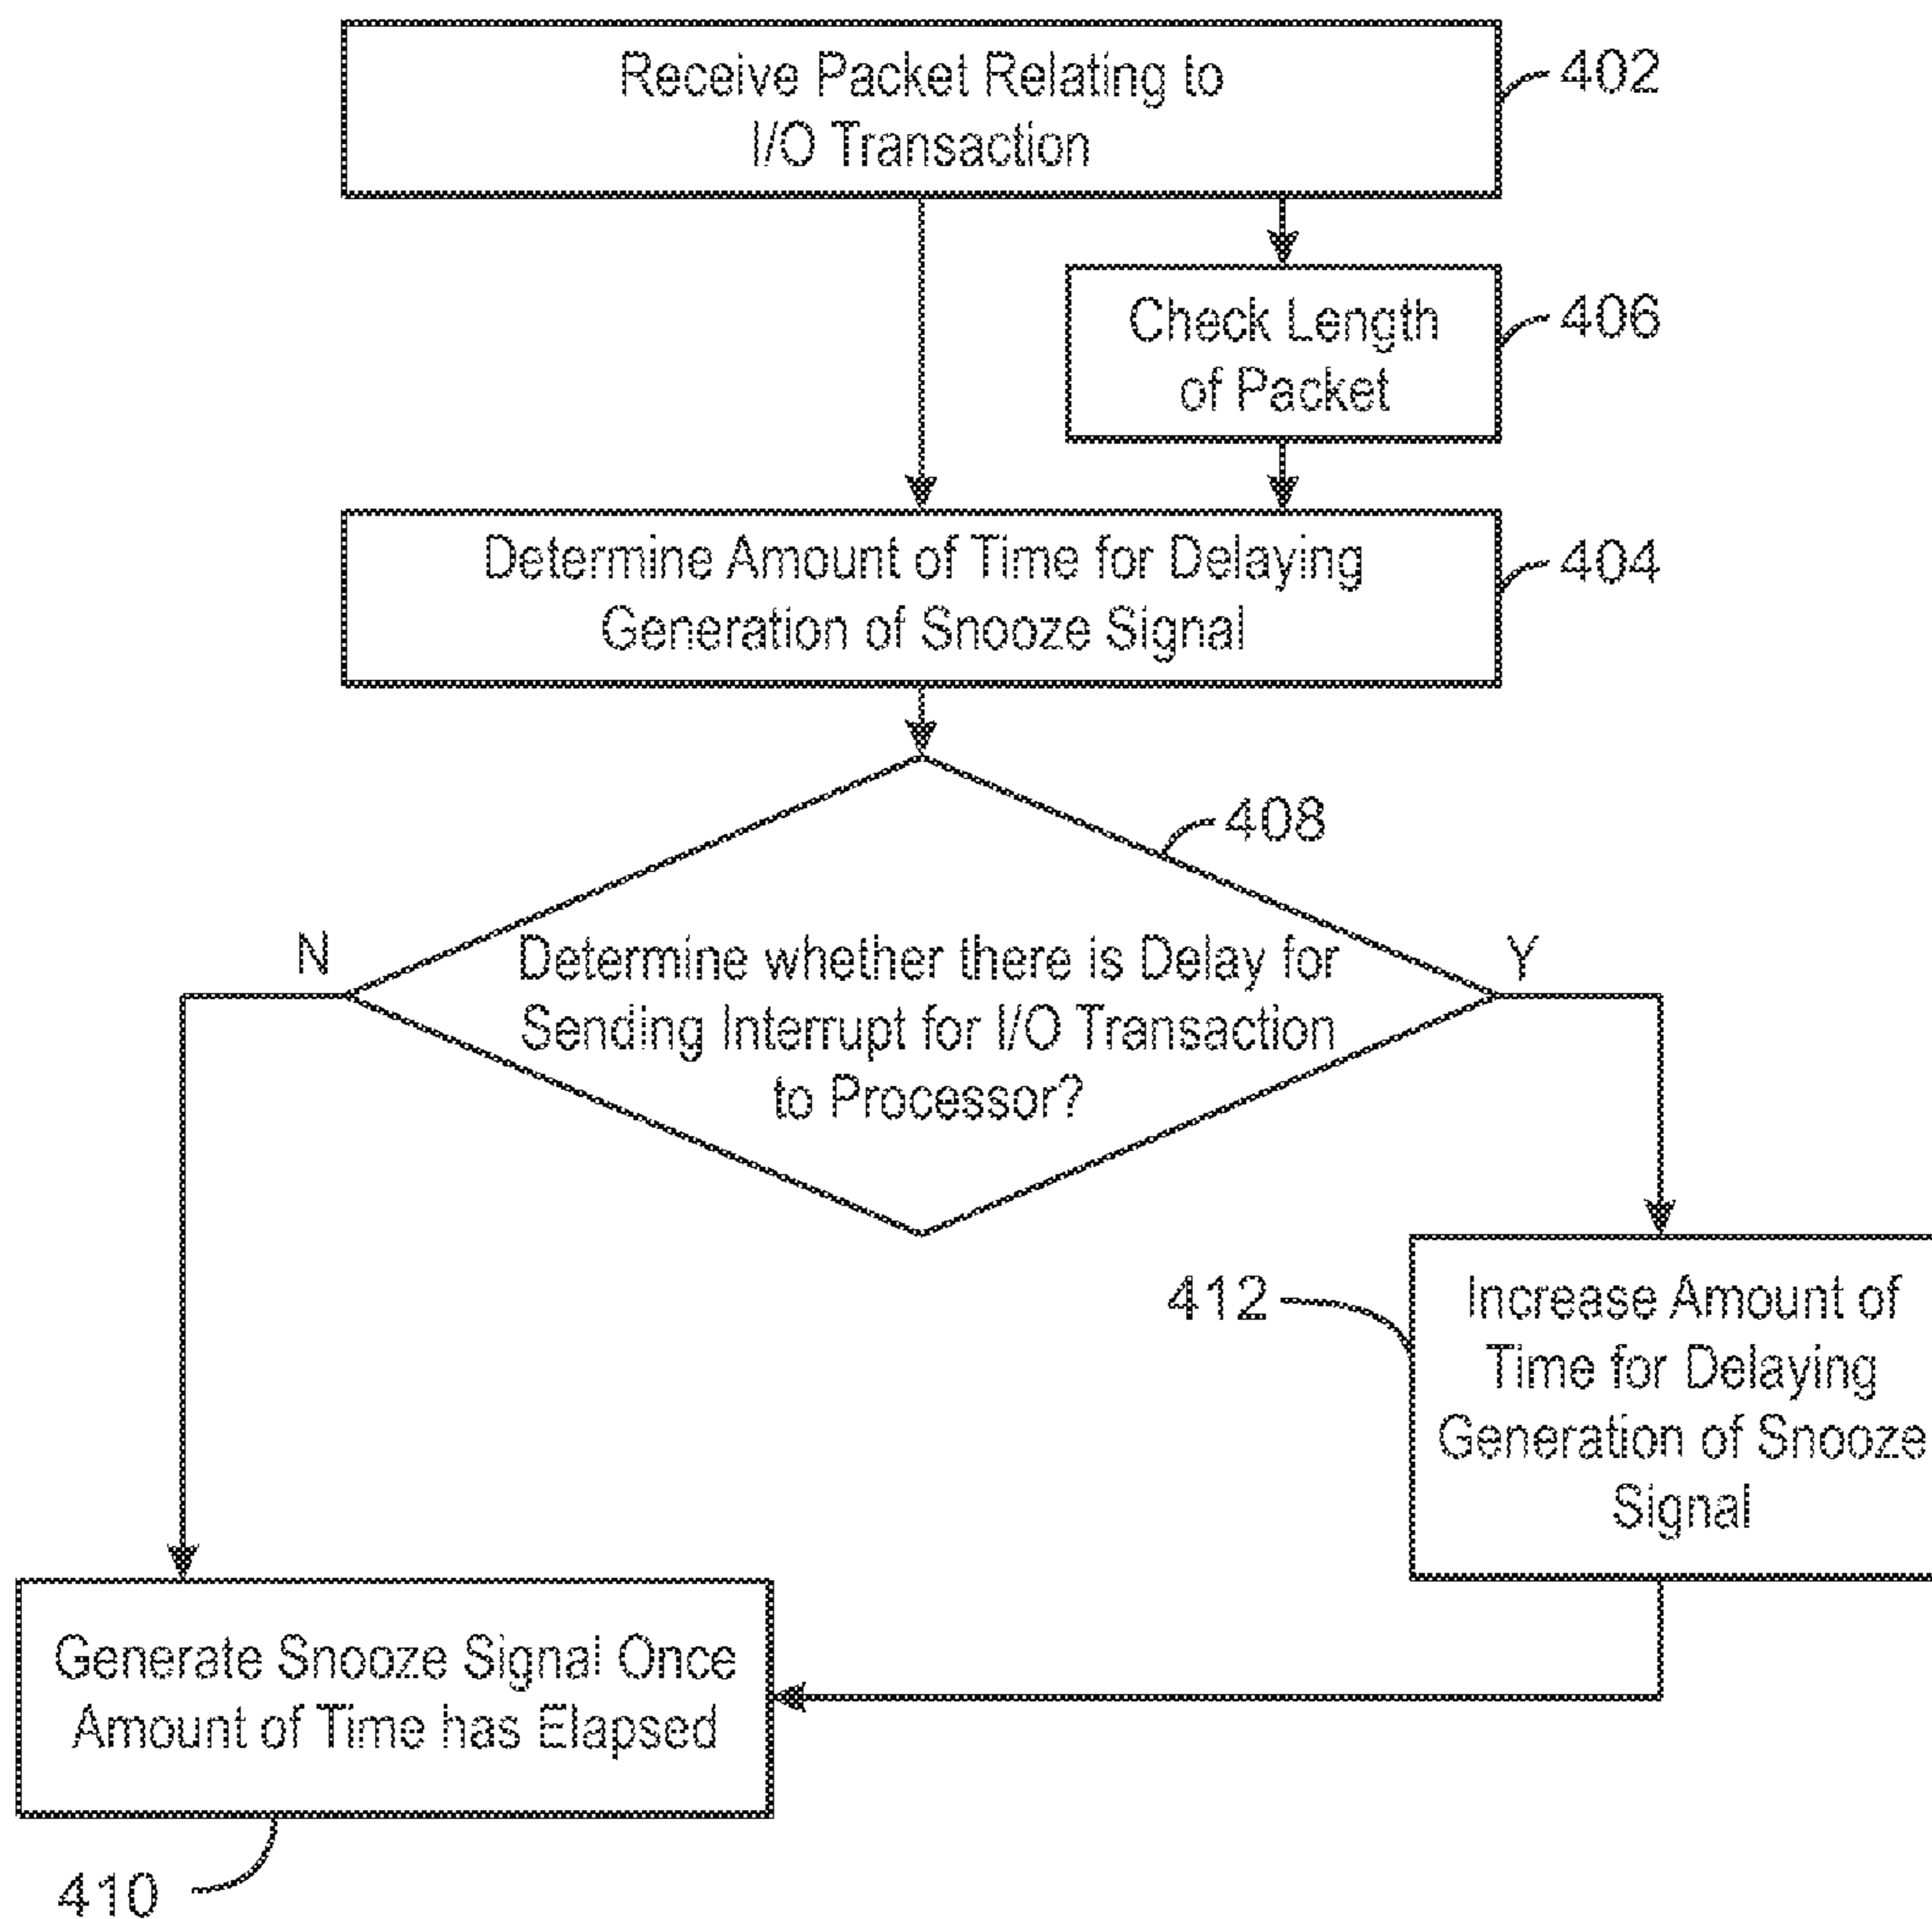 Receive Packet Relating to
I/O Transaction
402
Check Length
of Packet
406
Determine Amount of Time for Delaying
Generation of Snooze Signal
404
408
N
Determine whether there is Delay for
Sending Interrupt for I/O Transaction
to Processor?
Y
412
Increase Amount of
Time for Delaying
Generation of Snooze
Signal
Generate Snooze Signal Once
Amount of Time has Elapsed
410